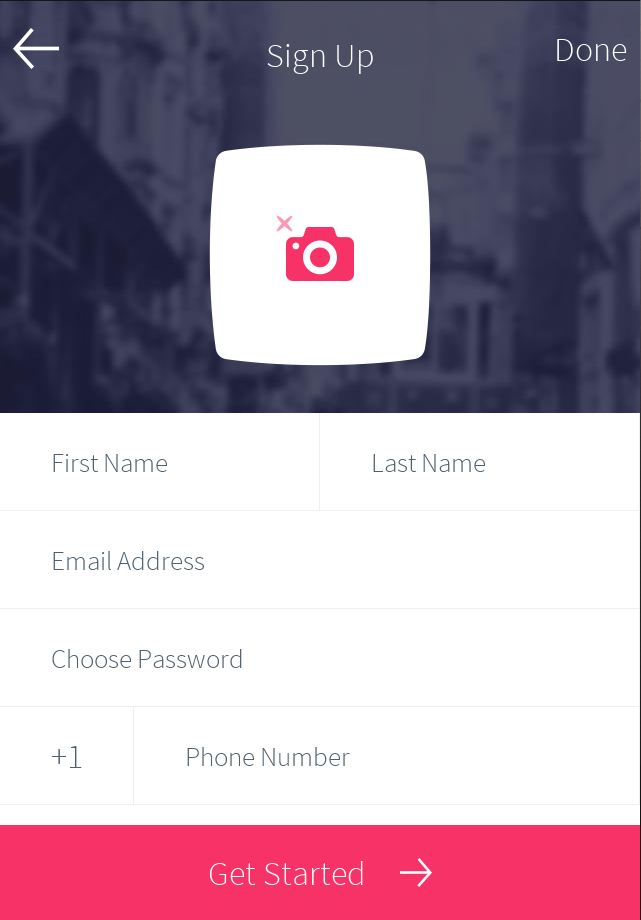 Sign Up
Done
First Name
Last Name
Email Address
Choose Password
+1
Phone Number
Get Started